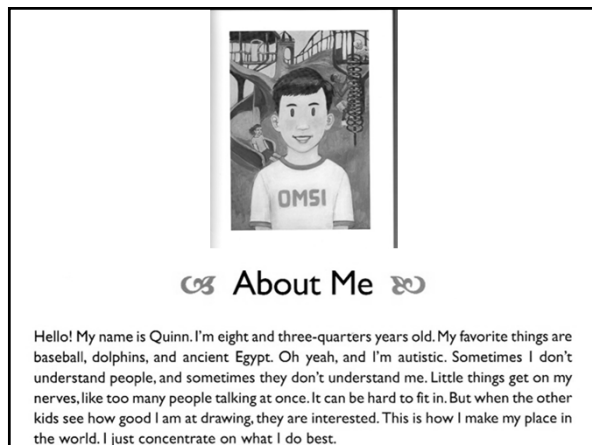 OMSI
About Me
Hello! My name is Quinn. I'm eight and three-quarters years old. My favorite things are
baseball, dolphins, and ancient Egypt. Oh yeah, and I'm autistic. Sometimes I don't
understand people, and sometimes they don't understand me. Little things get on my
nerves, like too many people talking at once. It can be hard to fit in. But when the other
kids see how good I am at drawing, they are interested. This is how I make my place in
the world. I just concentrate on what I do best.